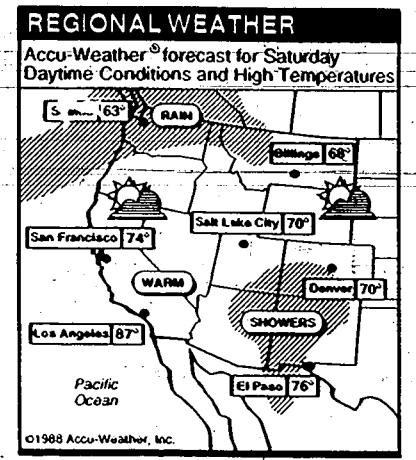 REGIONAL WEATHER
Accu-Weather® forecast for Saturday
Daytime Conditions and High Temperatures
63°
RAIN
Billings 68°
Salt Lake City 70°
San Francisco 74°
WARM
Denver 70°
SHOWERS
Los Angeles 87°
El Paso 76°
Pacific
Ocean
©1988 Accu-Weather, Inc.